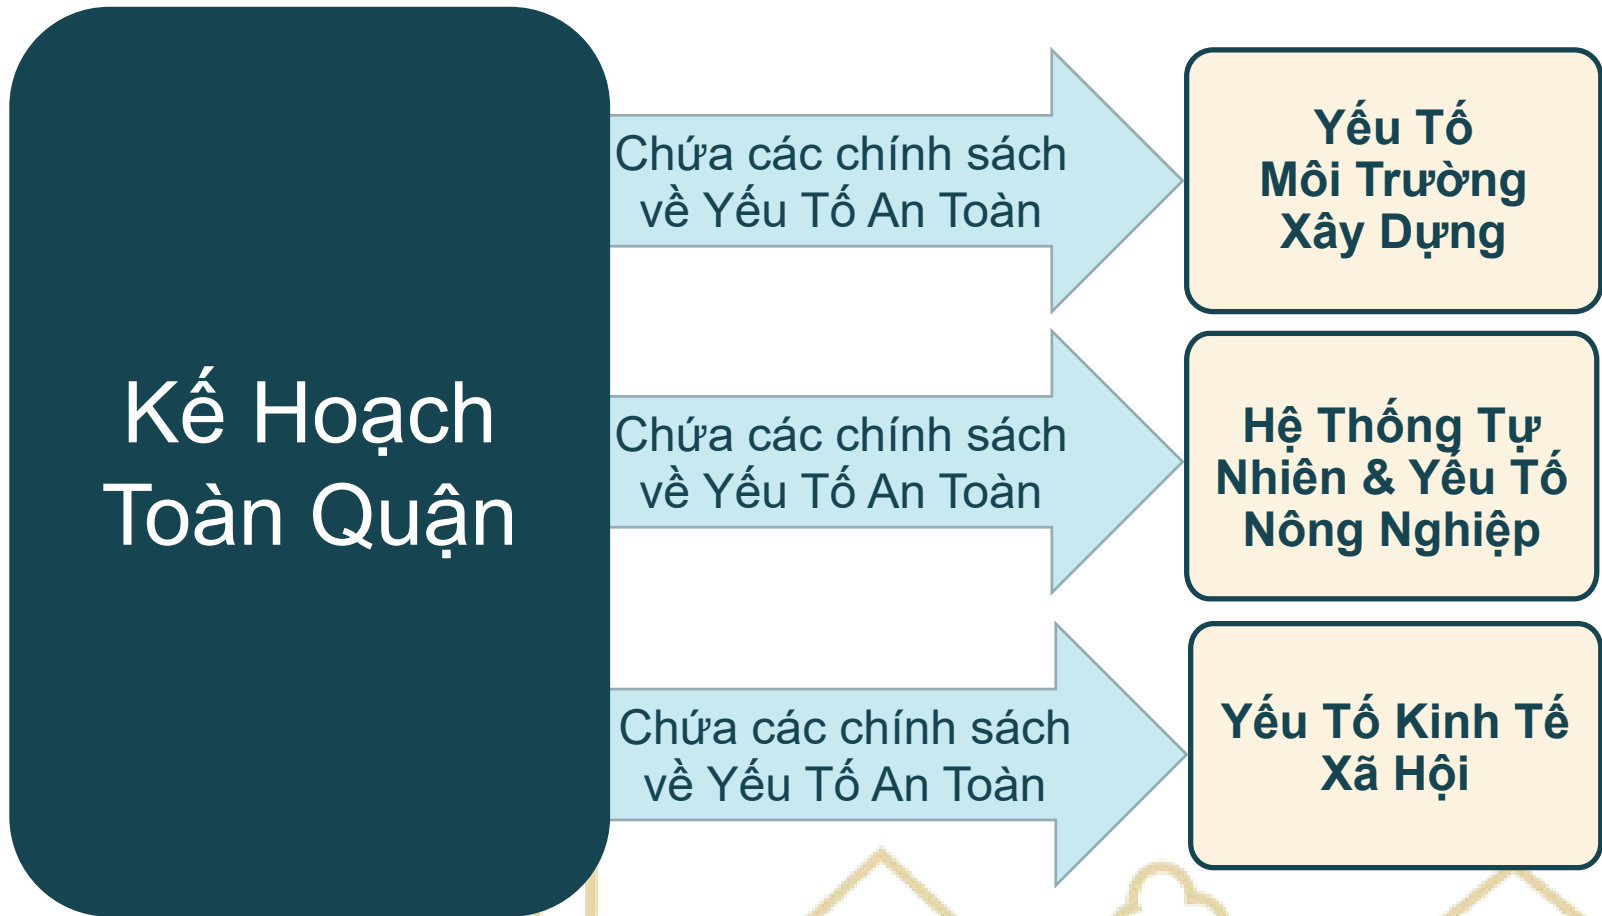 Kế Hoạch
Toàn Quận
Chứa các chính sách
về Yếu Tố An Toàn
Yếu Tố
Môi Trường
Xây Dựng
Chứa các chính sách
về Yếu Tố An Toàn
Hệ Thống Tự
Nhiên & Yếu Tố
Nông Nghiệp
Chứa các chính sách
về Yếu Tố An Toàn
Yếu Tố Kinh Tế
Xã Hội